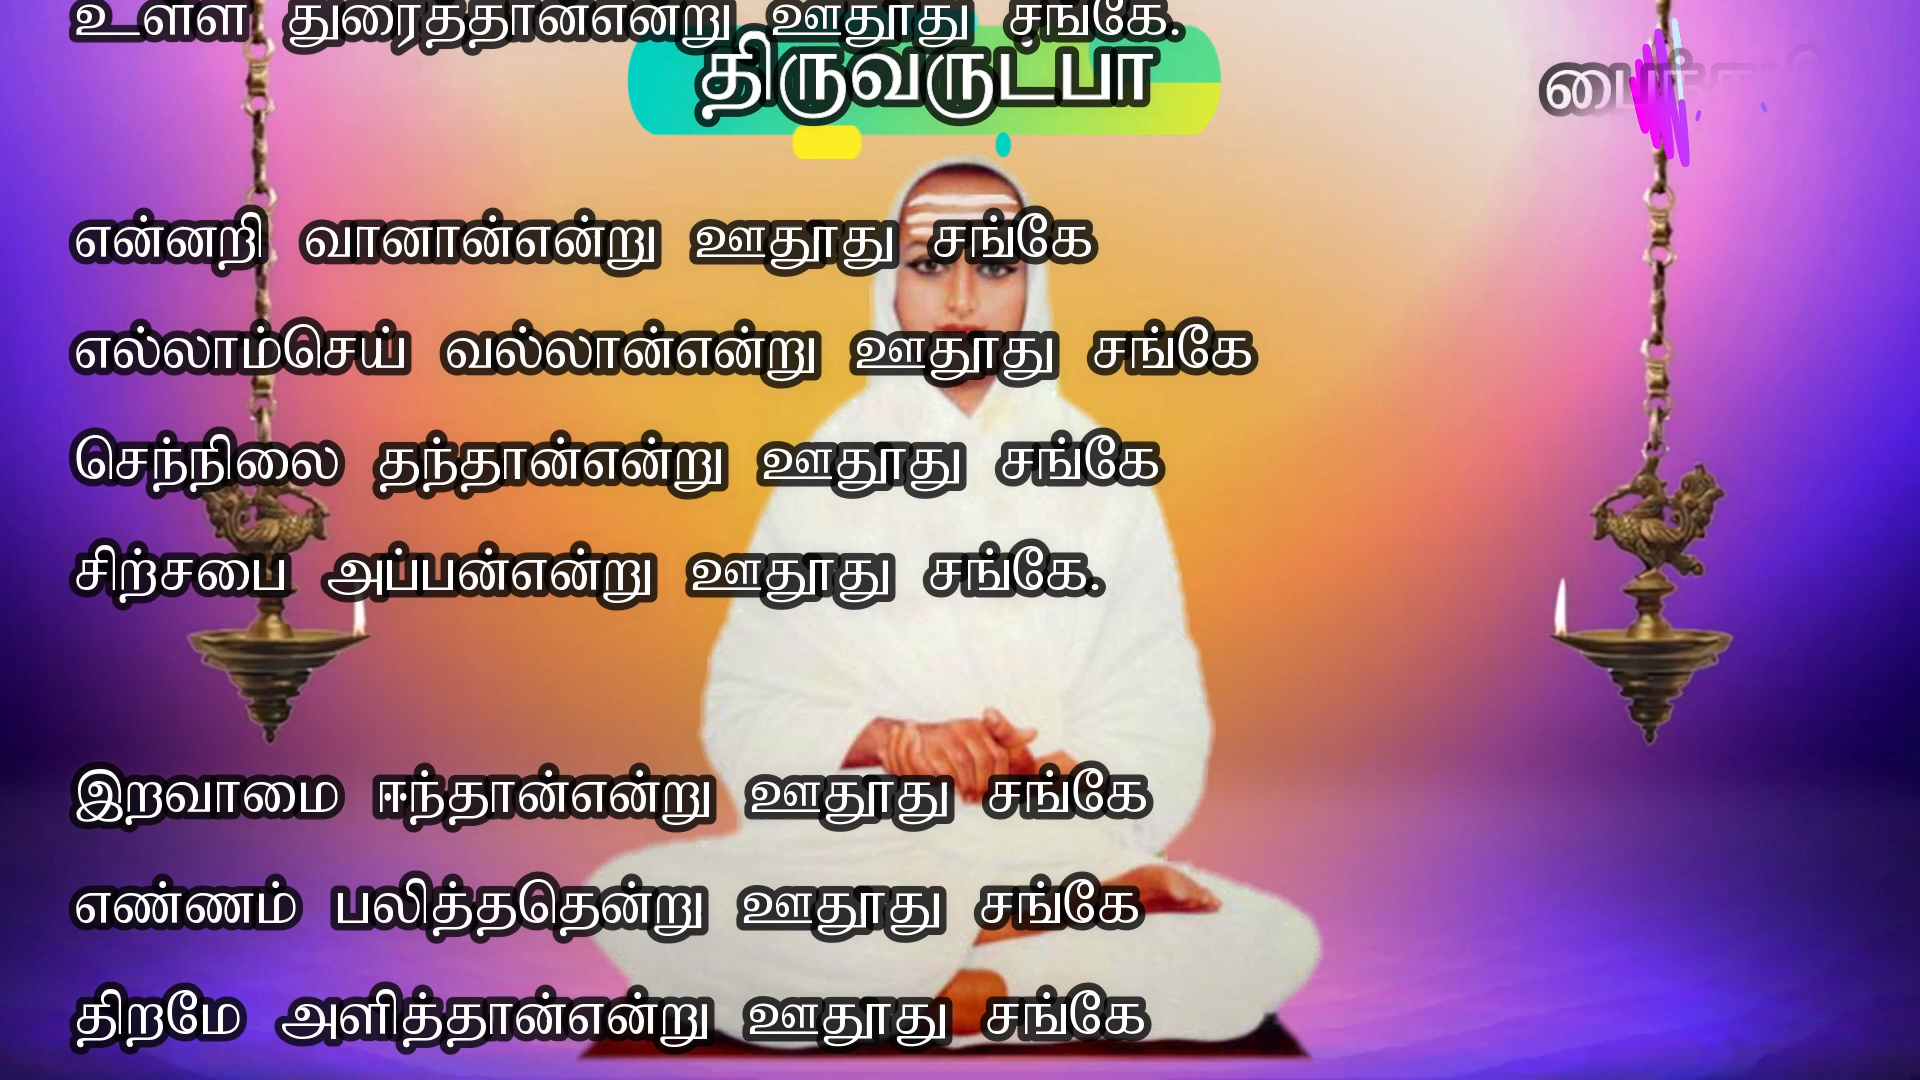 உள்ள துரைத்தான்என்று ஊதூது சங்கே.
திருவருட்பா
என்னறி வானான்என்று ஊதூது சங்கே
எல்லாம்செய் வல்லான்என்று ஊதூது சங்கே
செந்நிலை தந்தான்என்று ஊதூது சங்கே
சிற்சபை அப்பன்என்று ஊதூது சங்கே.
இறவாமை ஈந்தான்என்று ஊதூது சங்கே
எண்ணம் பலித்ததென்று ஊதூது சங்கே
திறமே அளித்தான்என்று ஊதூது சங்கே